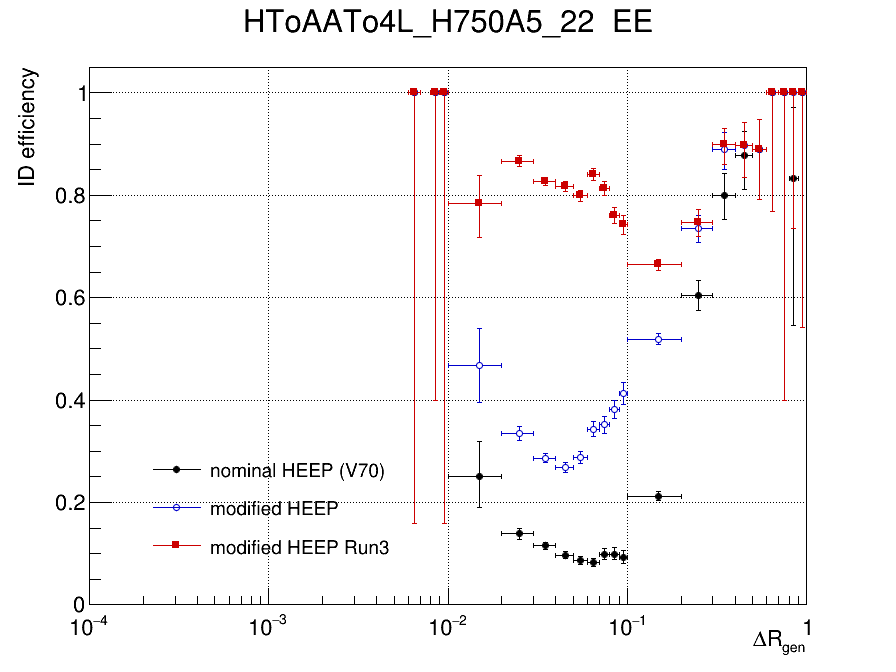 HToAATo4L_H750A5_22 EE
ID efficiency
1
0.8
0.6
0.4
0.2
0
nominal HEEP (V70)
modified HEEP
modified HEEP Run3
10⁻⁴
10⁻³
10⁻²
10⁻¹
1
ΔR_gen